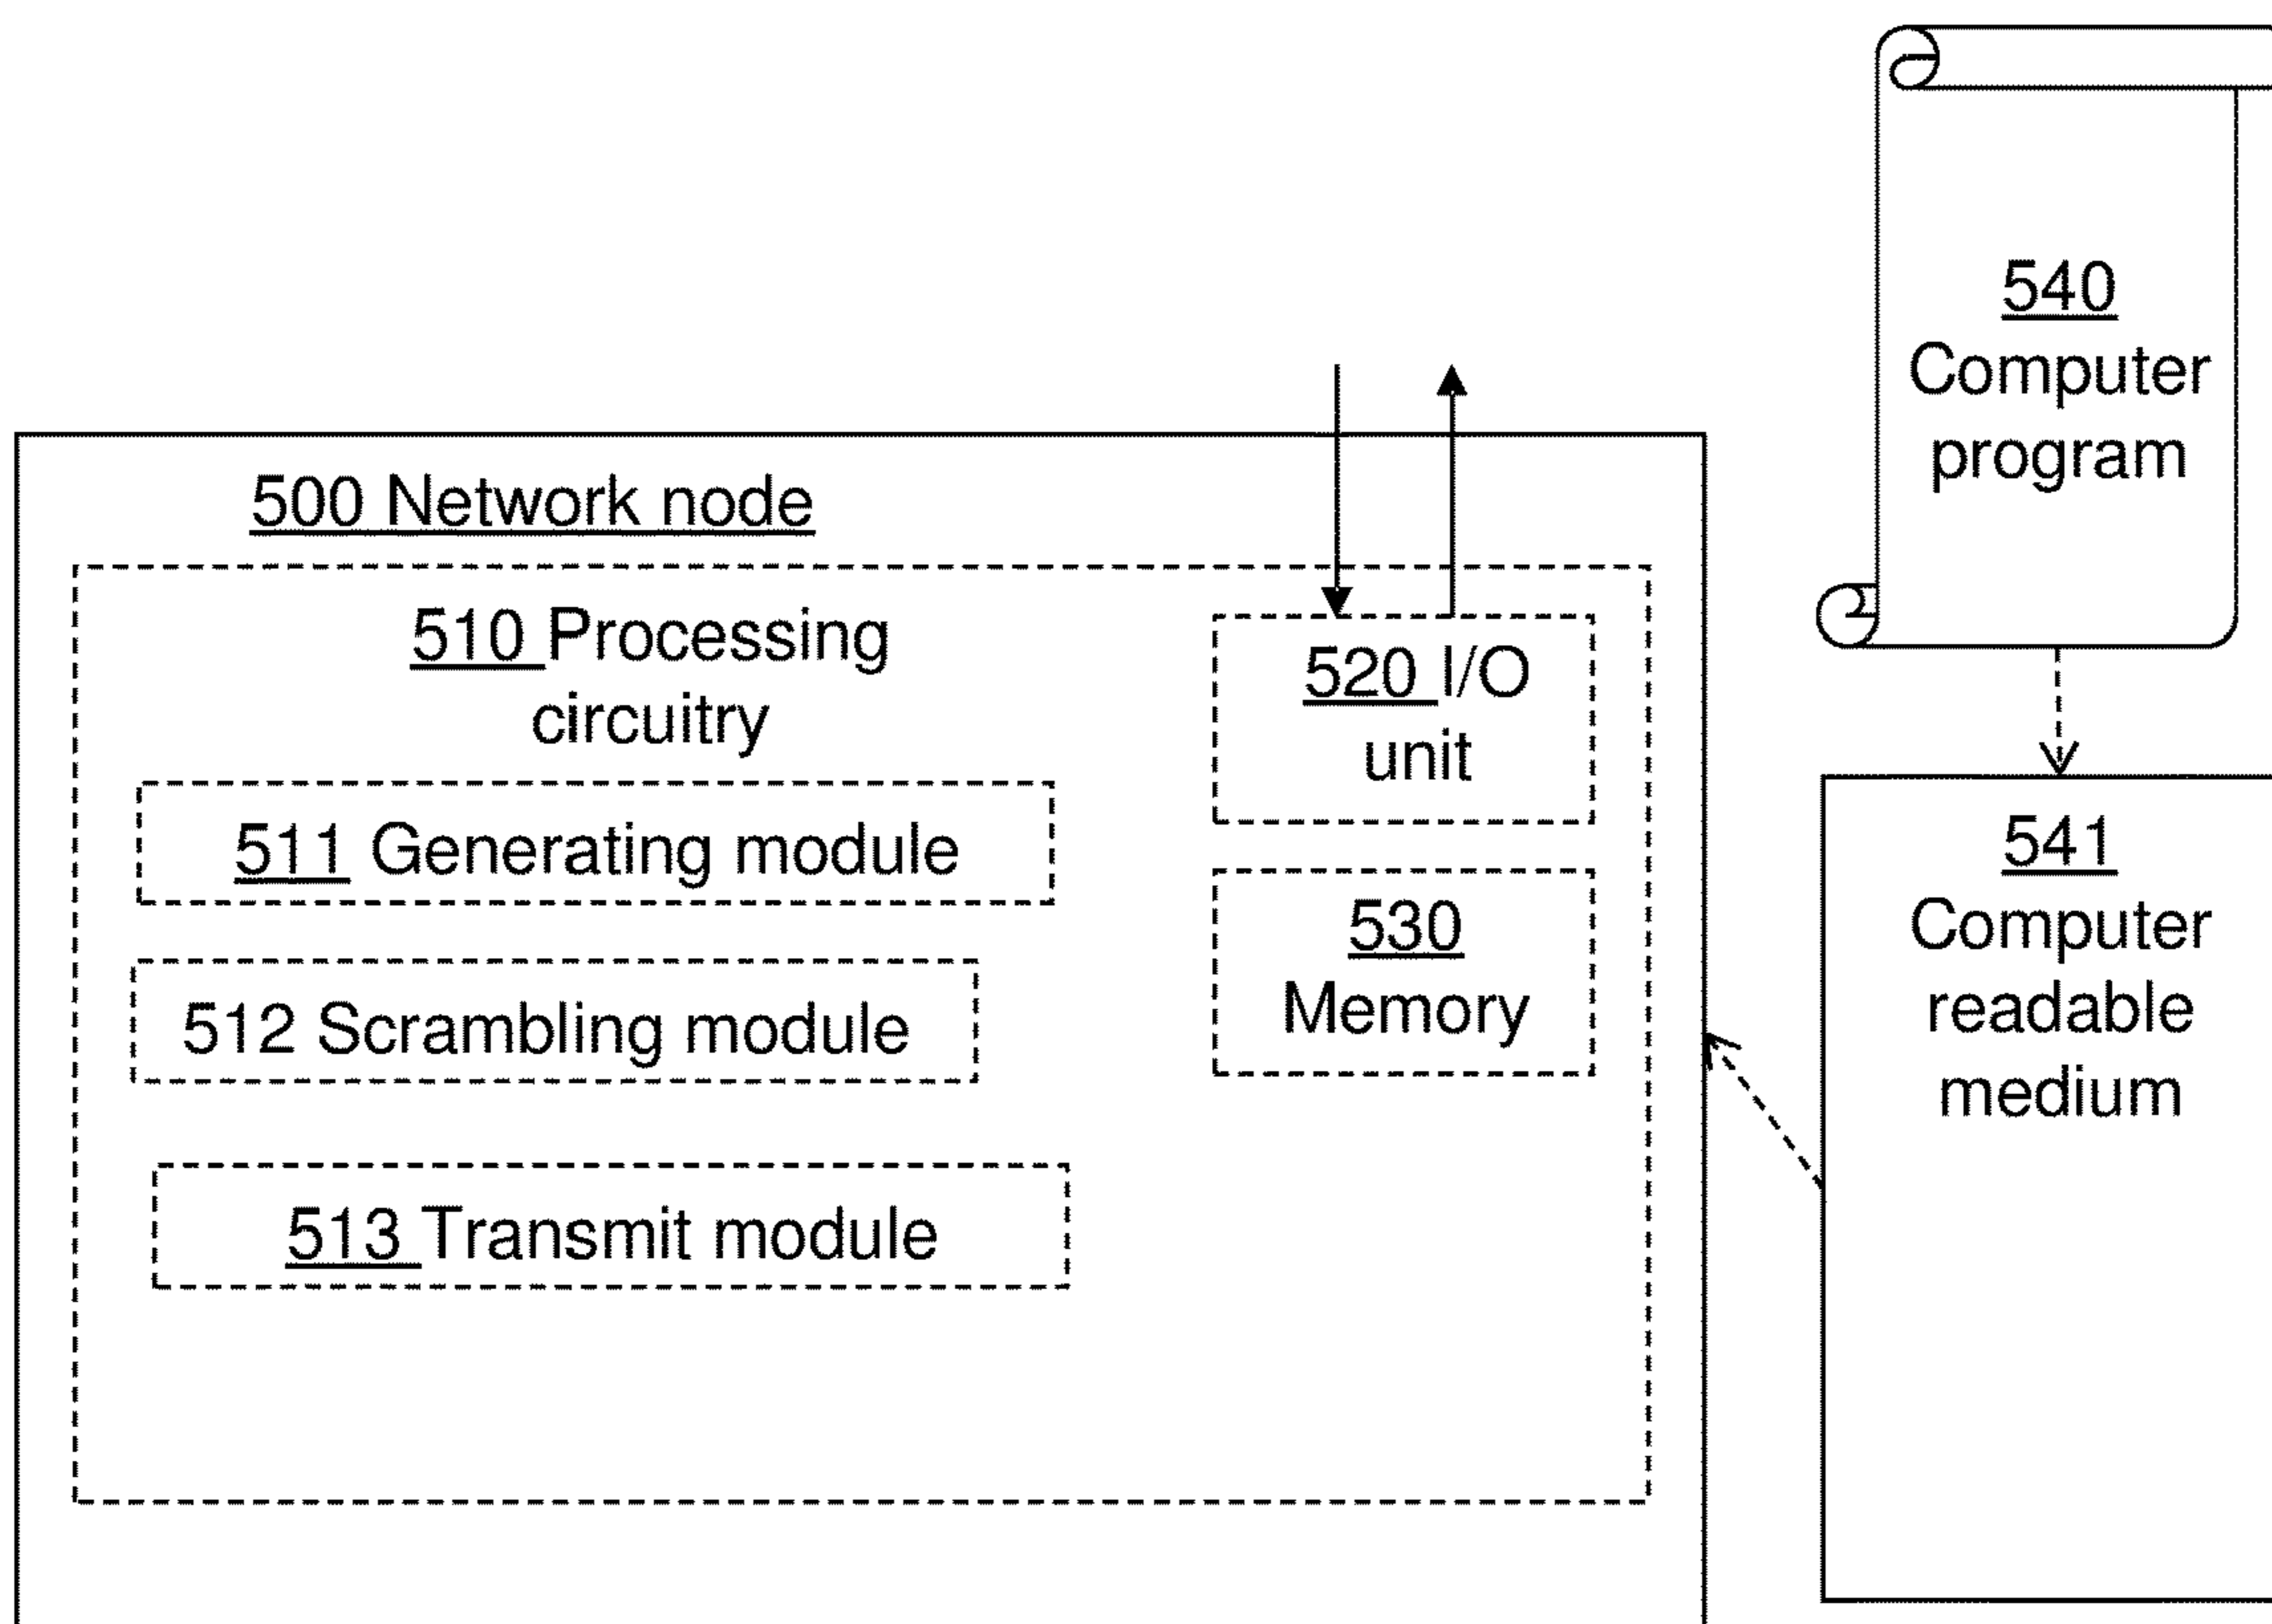 540
Computer
program
500 Network node
510 Processing
circuitry
511 Generating module
512 Scrambling module
513 Transmit module
520 I/O
unit
530
Memory
541
Computer
readable
medium